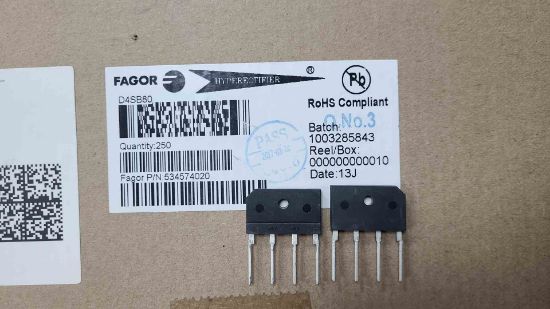 FAGOR HYPERECTIFIER ®
Pb
RoHS Compliant
D4SB80
Q.No.3
Batch:
1003285843
Quantity:250
PASS
Reel/Box:
000000000010
Fagor P/N:534574020
Date:13J